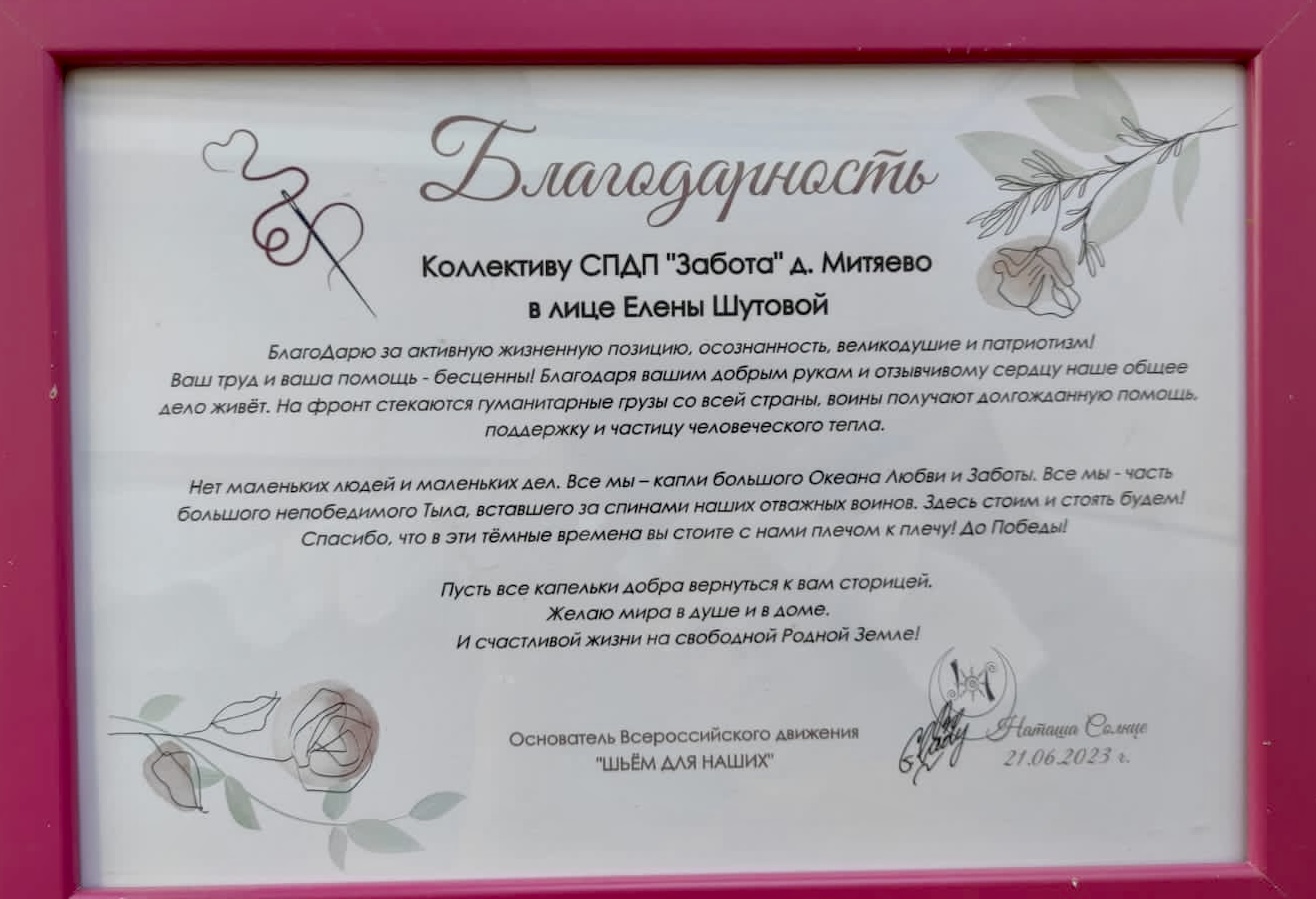 Благодарность
Коллективу СПДП "Забота" д. Митяево
в лице Елены Шутовой
БлагоДарю за активную жизненную позицию, осознанность, великодушие и патриотизм!
Ваш труд и ваша помощь - бесценны! Благодаря вашим добрым рукам и отзывчивому сердцу наше общее
дело живёт. На фронт стекаются гуманитарные грузы со всей страны, воины получают долгожданную помощь,
поддержку и частицу человеческого тепла.
Нет маленьких людей и маленьких дел. Все мы – капли большого Океана Любви и Заботы. Все мы - часть
большого непобедимого Тыла, вставшего за спинами наших отважных воинов. Здесь стоим и стоять будем!
Спасибо, что в эти тёмные времена вы стоите с нами плечом к плечу! До Победы!
Пусть все капельки добра вернуться к вам сторицей.
Желаю мира в душе и в доме.
И счастливой жизни на свободной Родной Земле!
Основатель Всероссийского движения
"ШЬЁМ ДЛЯ НАШИХ"
Наташа Солнце
21.06.2023 г.